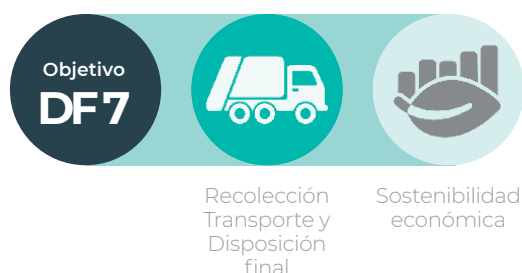 Objetivo
DF7
Recolección
Transporte y
Disposición
final
Sostenibilidad
económica